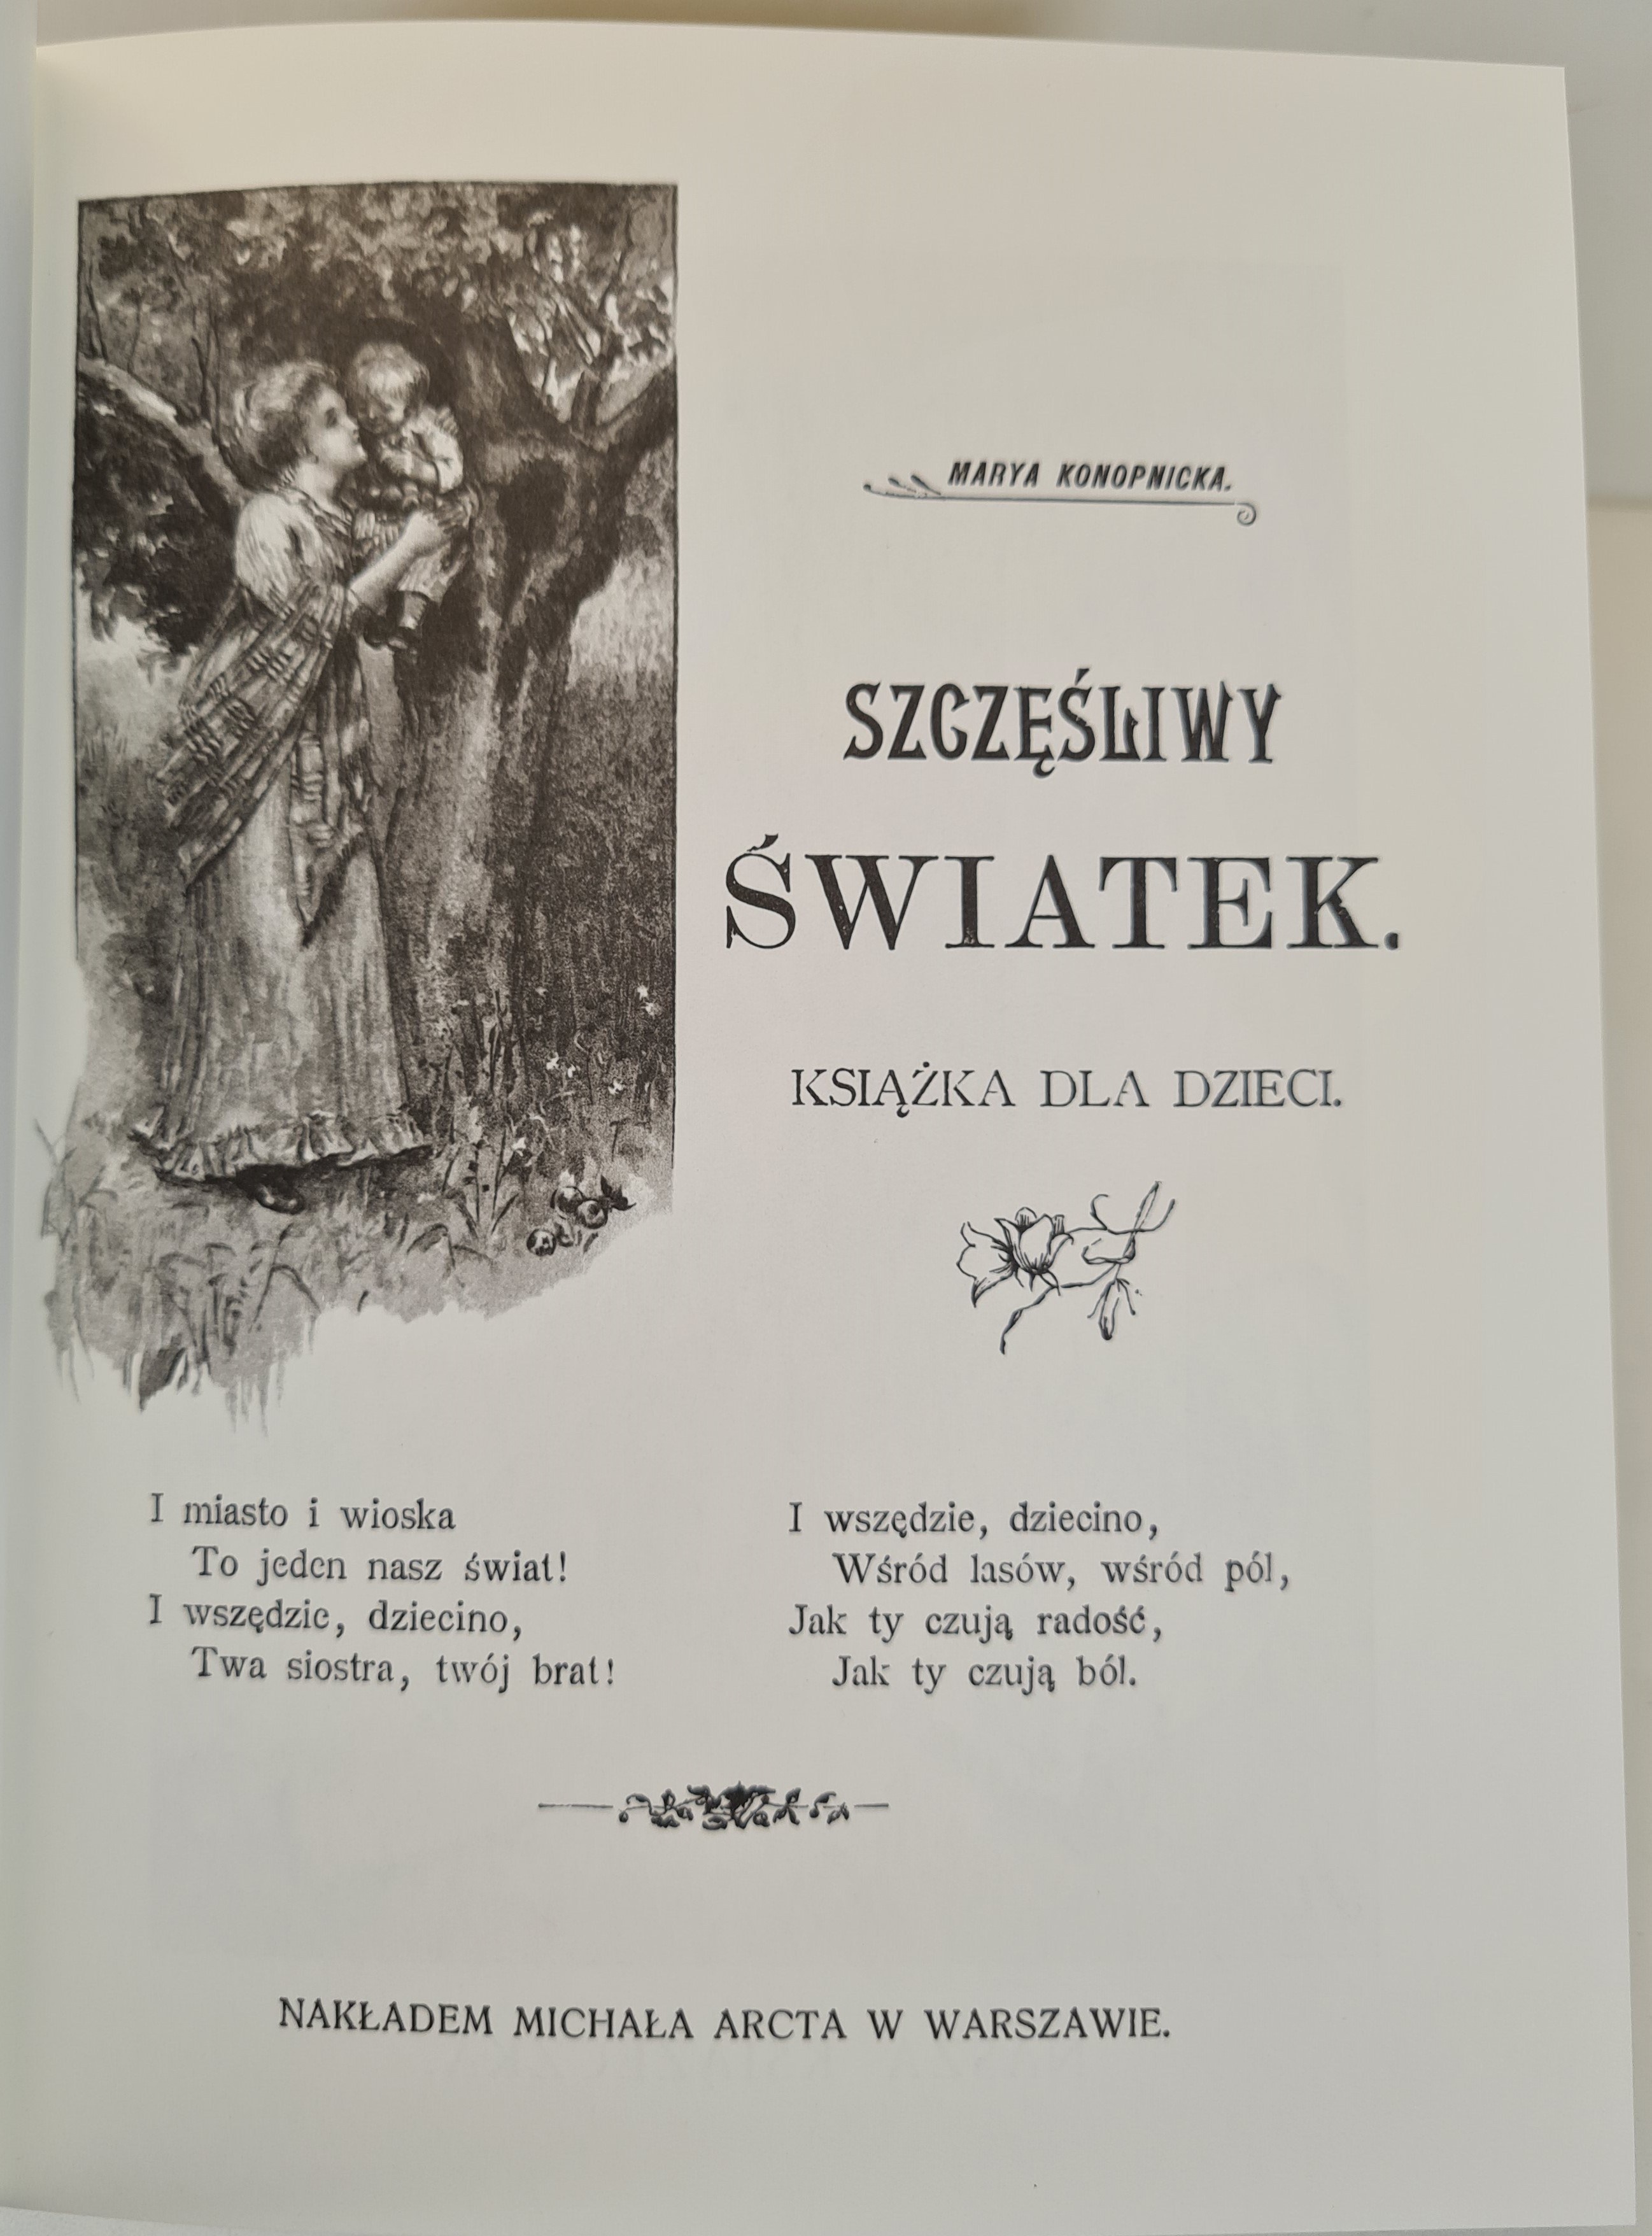 MARYA KONOPNICKA.
SZCZĘŚLIWY
ŚWIATEK.
KSIĄŻKA DLA DZIECI.
I miasto i wioska
To jeden nasz świat!
I wszędzie, dziecino,
Twa siostra, twój brat!
I wszędzie, dziecino,
Wśród lasów, wśród pól,
Jak ty czują radość,
Jak ty czują ból.
NAKŁADEM MICHAŁA ARCTA W WARSZAWIE.